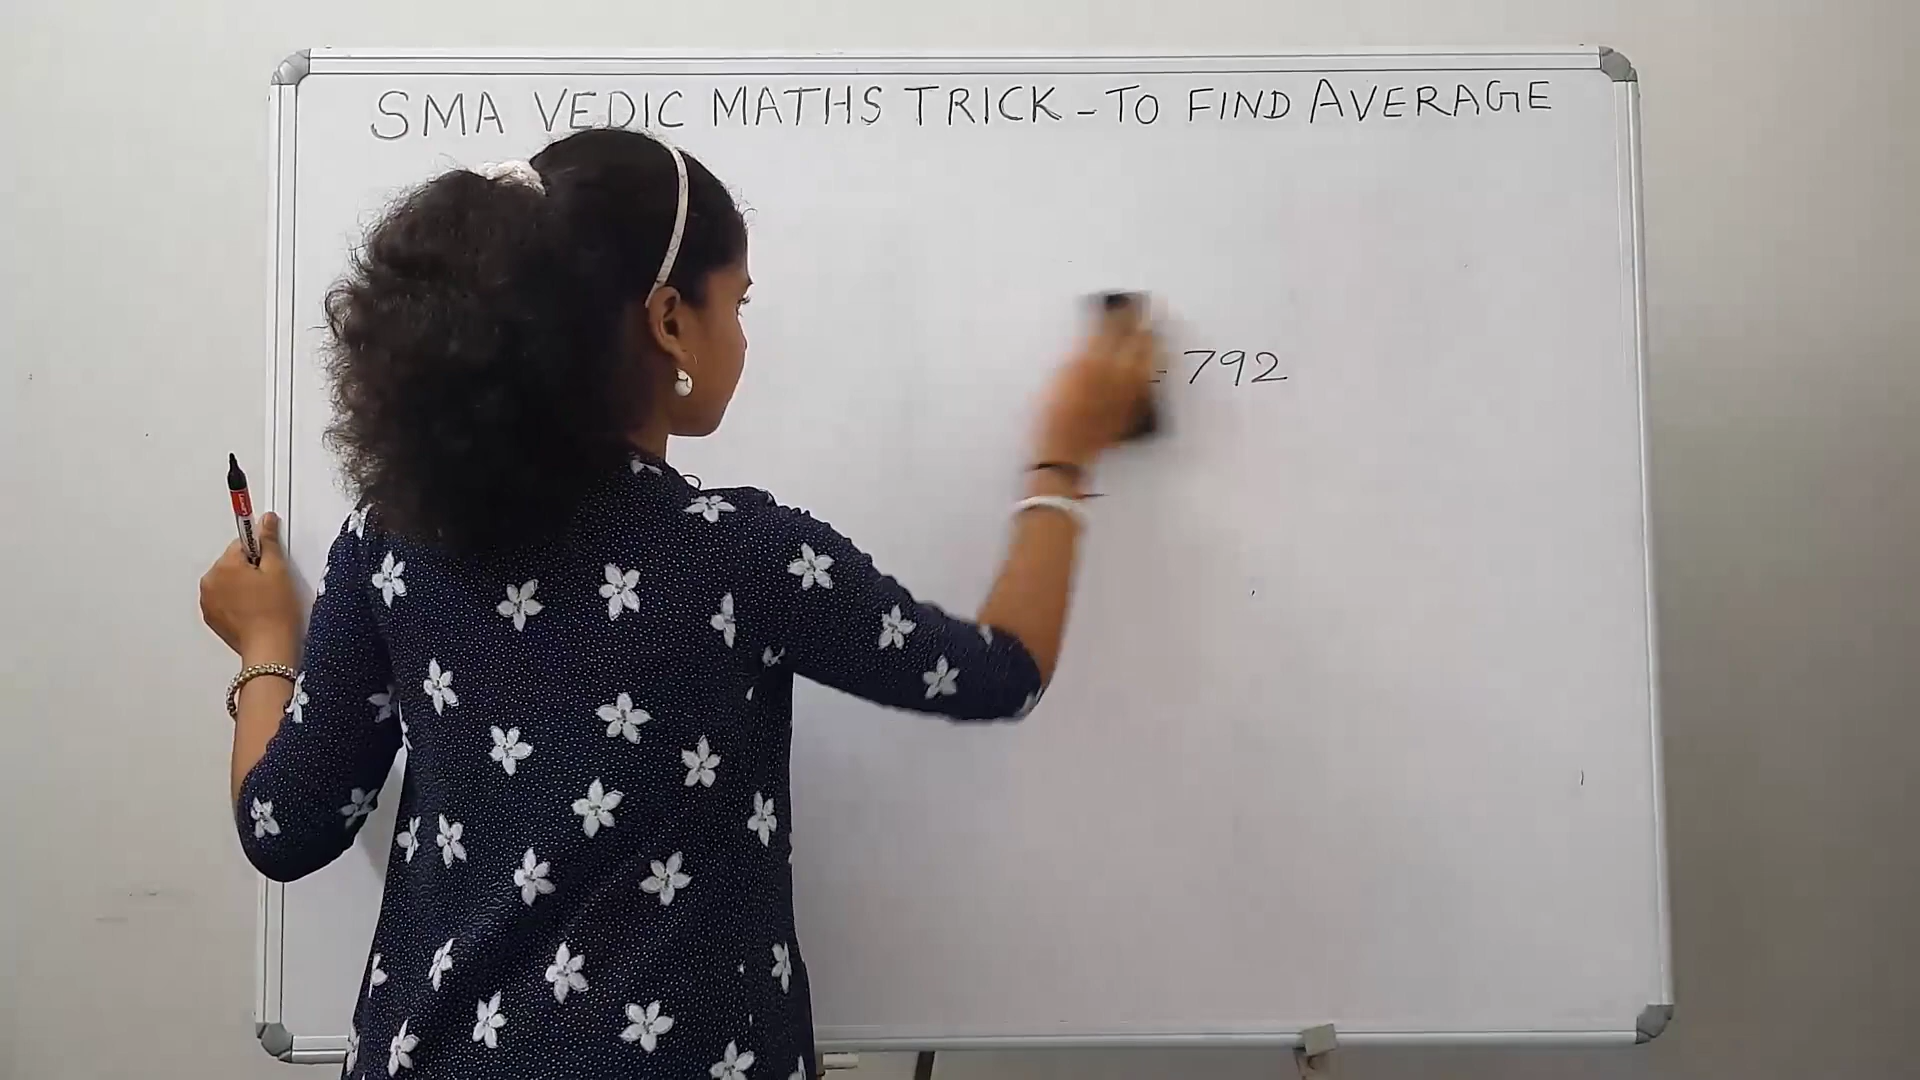 SMA VEDIC MATHS TRICK - TO FIND AVERAGE
= 792